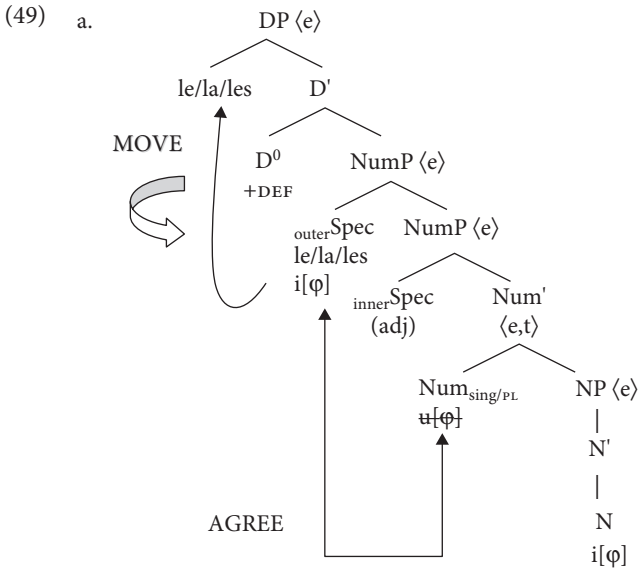 (49) a. DP ⟨e⟩
le/la/les D'
MOVE D⁰ NumP ⟨e⟩
+DEF
outerSpec NumP ⟨e⟩
le/la/les
i[φ] innerSpec Num'
(adj) ⟨e,t⟩
Numsing/PL NP ⟨e⟩
u[φ]
N'
AGREE N
i[φ]